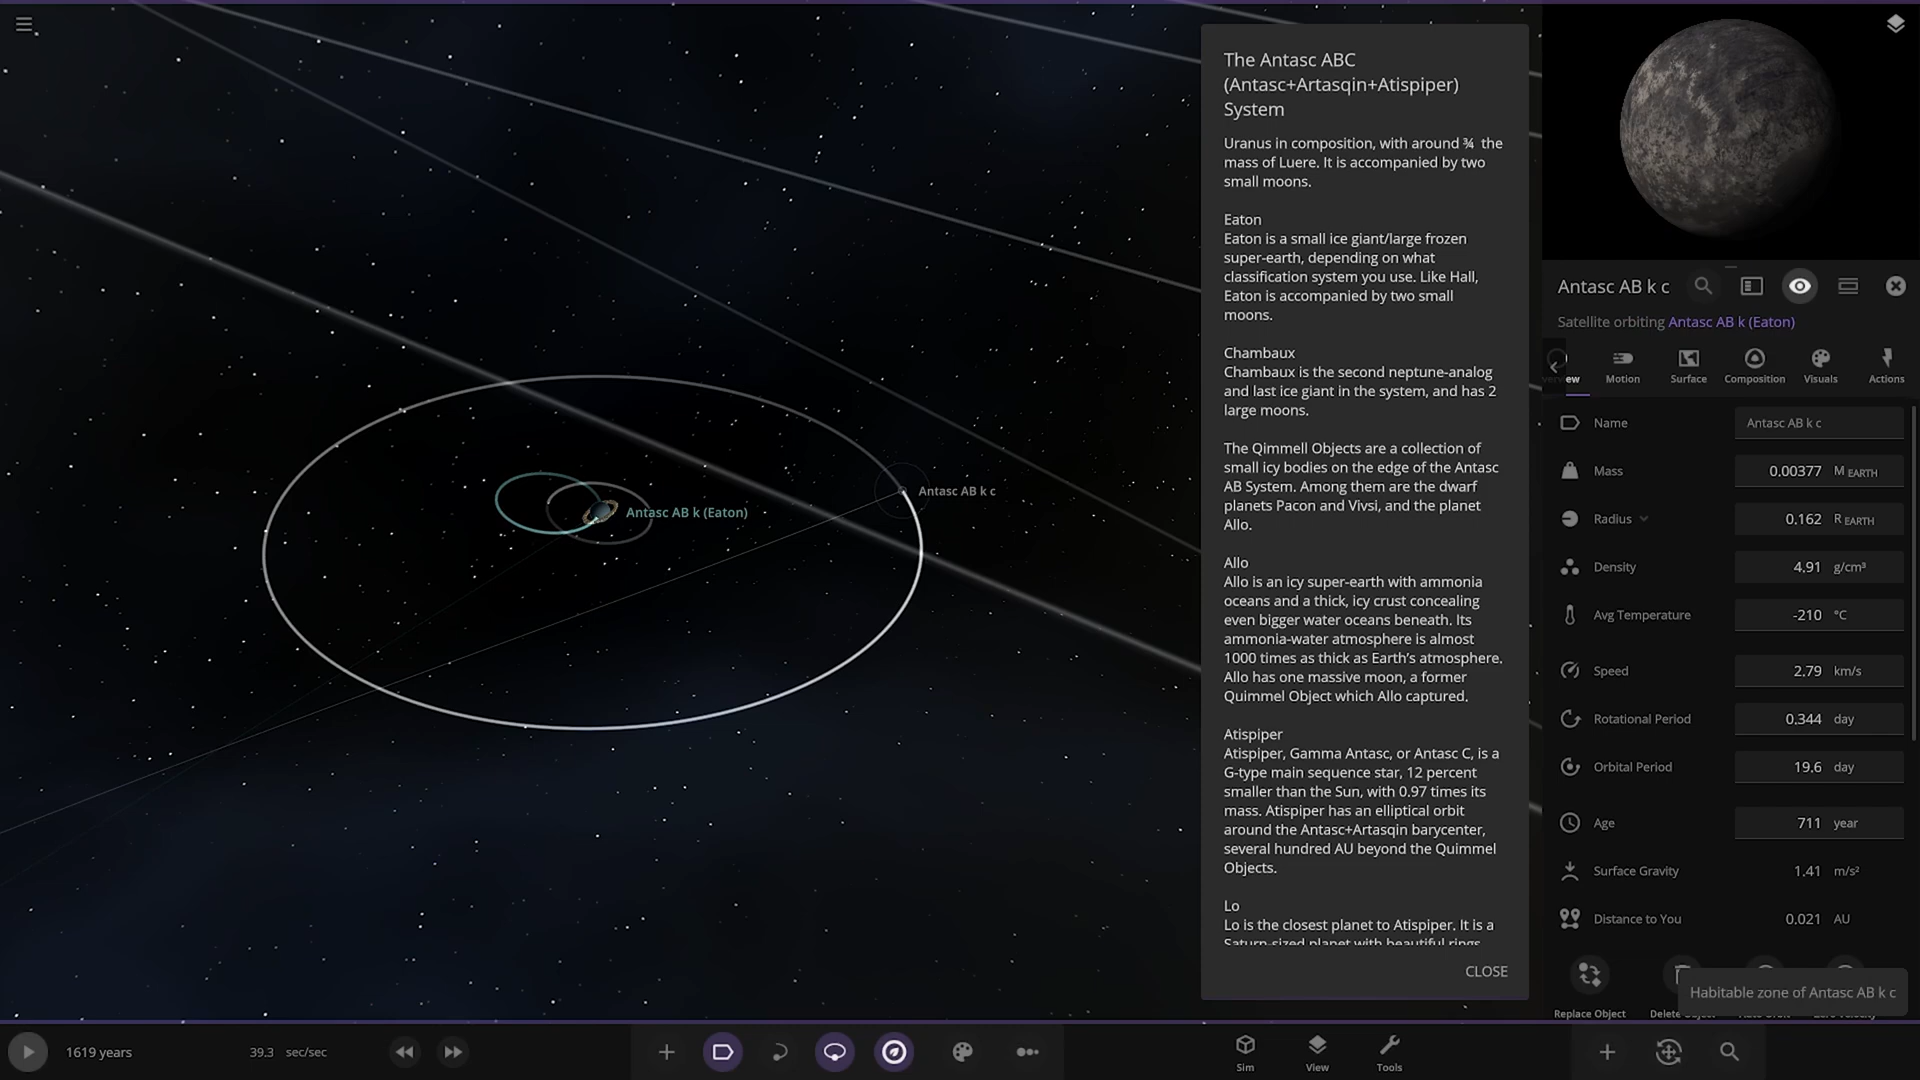 Antasc AB k c
Antasc AB k (Eaton)
The Antasc ABC
(Antasc+Artasqin+Atispiper)
System
Uranus in composition, with around ¾ the
mass of Luere. It is accompanied by two
small moons.
Eaton
Eaton is a small ice giant/large frozen
super-earth, depending on what
classification system you use. Like Hall,
Eaton is accompanied by two small
moons.
Chambaux
Chambaux is the second neptune-analog
and last ice giant in the system, and has 2
large moons.
The Qimmell Objects are a collection of
small icy bodies on the edge of the Antasc
AB System. Among them are the dwarf
planets Pacon and Vivsi, and the planet
Allo.
Allo
Allo is an icy super-earth with ammonia
oceans and a thick, icy crust concealing
even bigger water oceans beneath. Its
ammonia-water atmosphere is almost
1000 times as thick as Earth's atmosphere.
Allo has one massive moon, a former
Quimmel Object which Allo captured.
Atispiper
Atispiper, Gamma Antasc, or Antasc C, is a
G-type main sequence star, 12 percent
smaller than the Sun, with 0.97 times its
mass. Atispiper has an elliptical orbit
around the Antasc+Artasqin barycenter,
several hundred AU beyond the Quimmel
Objects.
Lo
Lo is the closest planet to Atispiper. It is a
Saturn-sized planet with beautiful rings
CLOSE
Antasc AB k c
Satellite orbiting Antasc AB k (Eaton)
Motion Surface Composition Visuals Actions
Name Antasc AB k c
Mass 0.00377 M EARTH
Radius 0.162 R EARTH
Density 4.91 g/cm³
Avg Temperature -210 °C
Speed 2.79 km/s
Rotational Period 0.344 day
Orbital Period 19.6 day
Age 711 year
Surface Gravity 1.41 m/s²
Distance to You 0.021 AU
Habitable zone of Antasc AB k c
Replace Object
1619 years 39.3 sec/sec Sim View Tools